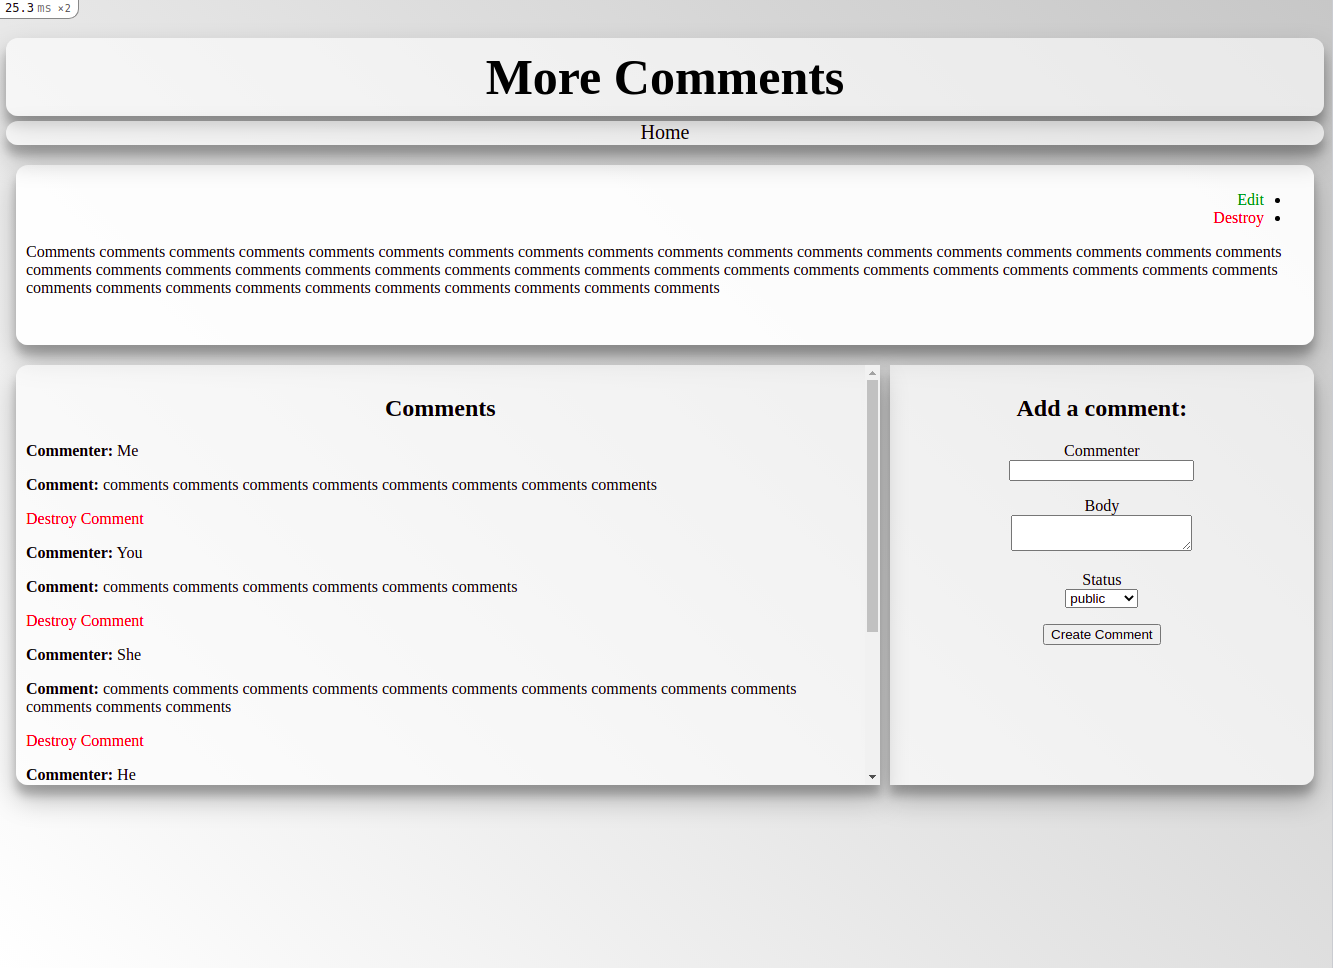 25.3 ms ×2
More Comments
Home
Edit
Destroy
Comments comments comments comments comments comments comments comments comments comments comments comments comments comments comments comments comments comments
comments comments comments comments comments comments comments comments comments comments comments comments comments comments comments comments comments comments
comments comments comments comments comments comments comments comments comments comments
Comments
Commenter: Me
Comment: comments comments comments comments comments comments comments comments
Destroy Comment
Commenter: You
Comment: comments comments comments comments comments comments
Destroy Comment
Commenter: She
Comment: comments comments comments comments comments comments comments comments comments comments
comments comments comments
Destroy Comment
Commenter: He
Add a comment:
Commenter
Body
Status
public
Create Comment